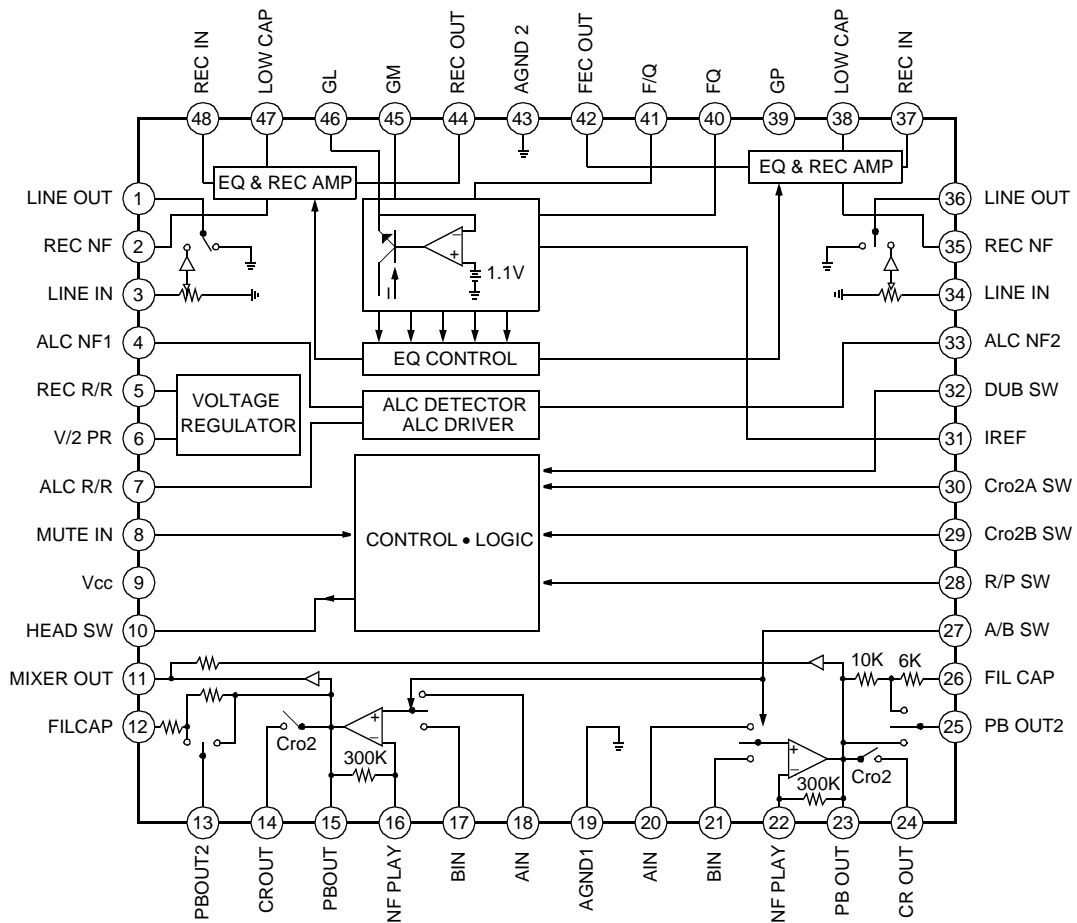 REC IN
LOW CAP
GL
GM
REC OUT
AGND 2
FEC OUT
F/Q
FQ
GP
LOW CAP
REC IN
48 47 46 45 44 43 42 41 40 39 38 37
EQ & REC AMP
EQ & REC AMP
LINE OUT 1
36 LINE OUT
REC NF 2
35 REC NF
1.1V
I
LINE IN 3
34 LINE IN
ALC NF1 4
EQ CONTROL
33 ALC NF2
REC R/R 5
VOLTAGE
REGULATOR
ALC DETECTOR
ALC DRIVER
32 DUB SW
V/2 PR 6
31 IREF
ALC R/R 7
30 Cro2A SW
MUTE IN 8
CONTROL • LOGIC
29 Cro2B SW
Vcc 9
28 R/P SW
HEAD SW 10
27 A/B SW
MIXER OUT 11
10K 6K
26 FIL CAP
FILCAP 12
25 PB OUT2
Cro2
300K
Cro2
300K
13 14 15 16 17 18 19 20 21 22 23 24
PBOUT2
CROUT
PBOUT
NF PLAY
BIN
AIN
AGND1
AIN
BIN
NF PLAY
PB OUT
CR OUT